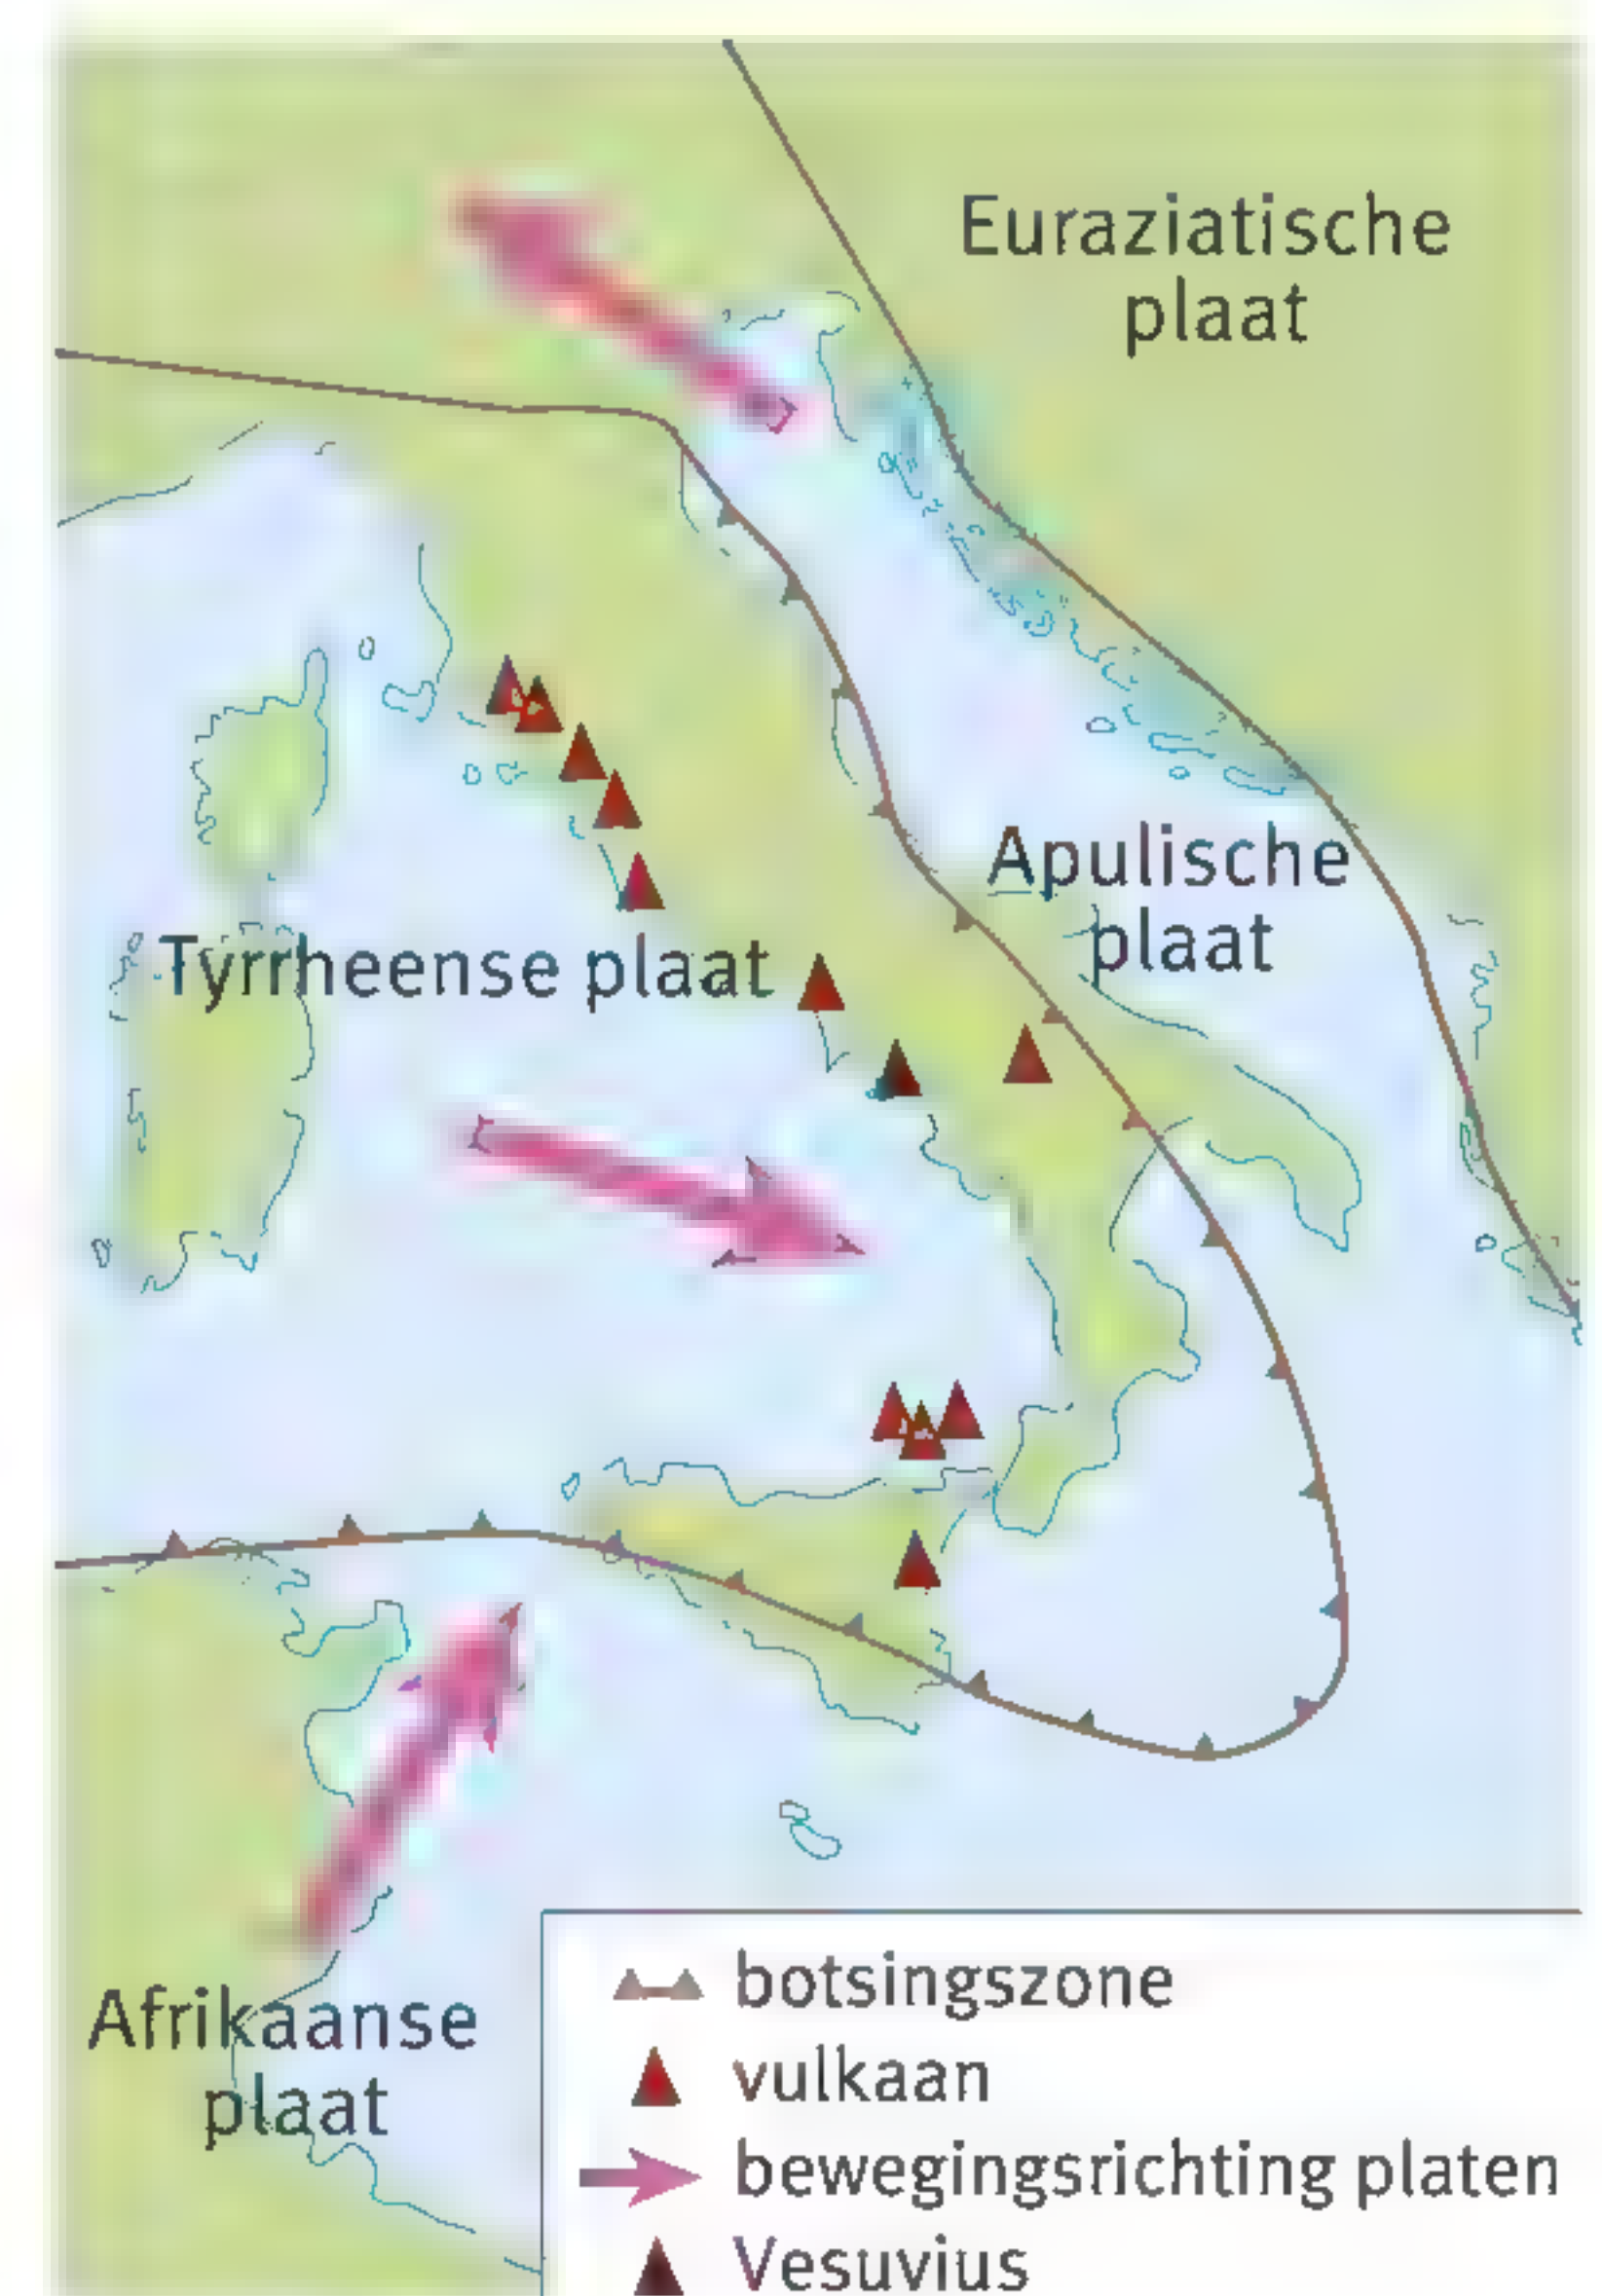 Euraziatische
plaat
Apulische
plaat
Tyrrheense plaat
Afrikaanse
plaat
botsingszone
vulkaan
bewegingsrichting platen
Vesuvius